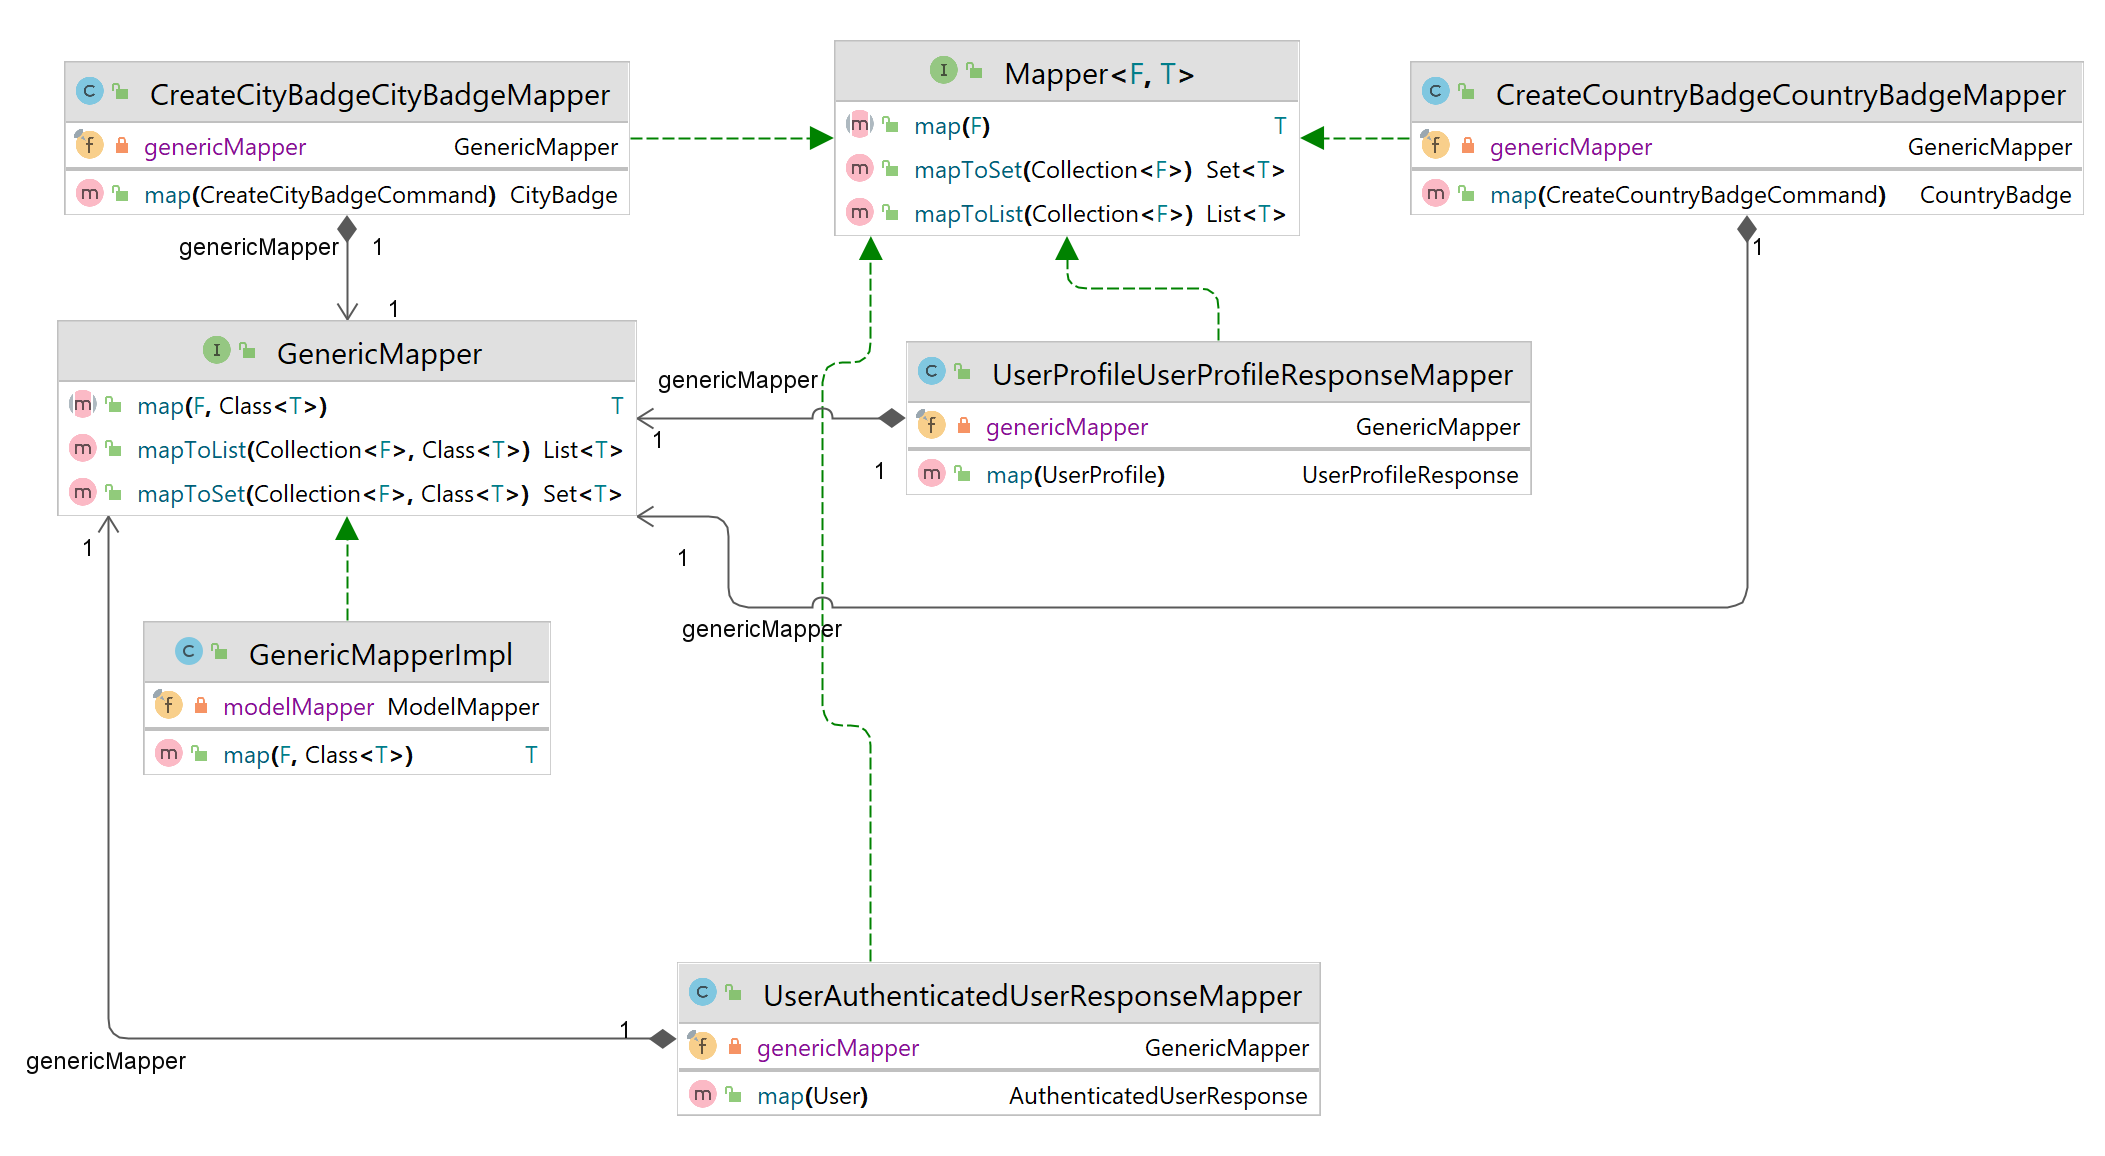 C CreateCityBadgeCityBadgeMapper
f genericMapper GenericMapper
m map(CreateCityBadgeCommand) CityBadge
I Mapper<F, T>
m map(F) T
m mapToSet(Collection<F>) Set<T>
m mapToList(Collection<F>) List<T>
C CreateCountryBadgeCountryBadgeMapper
f genericMapper GenericMapper
m map(CreateCountryBadgeCommand) CountryBadge
genericMapper 1
1
1
I GenericMapper
m map(F, Class<T>) T
m mapToList(Collection<F>, Class<T>) List<T>
m mapToSet(Collection<F>, Class<T>) Set<T>
genericMapper
1
1
C UserProfileUserProfileResponseMapper
f genericMapper GenericMapper
m map(UserProfile) UserProfileResponse
1
1
genericMapper
C GenericMapperImpl
f modelMapper ModelMapper
m map(F, Class<T>) T
1
genericMapper
C UserAuthenticatedUserResponseMapper
f genericMapper GenericMapper
m map(User) AuthenticatedUserResponse
1